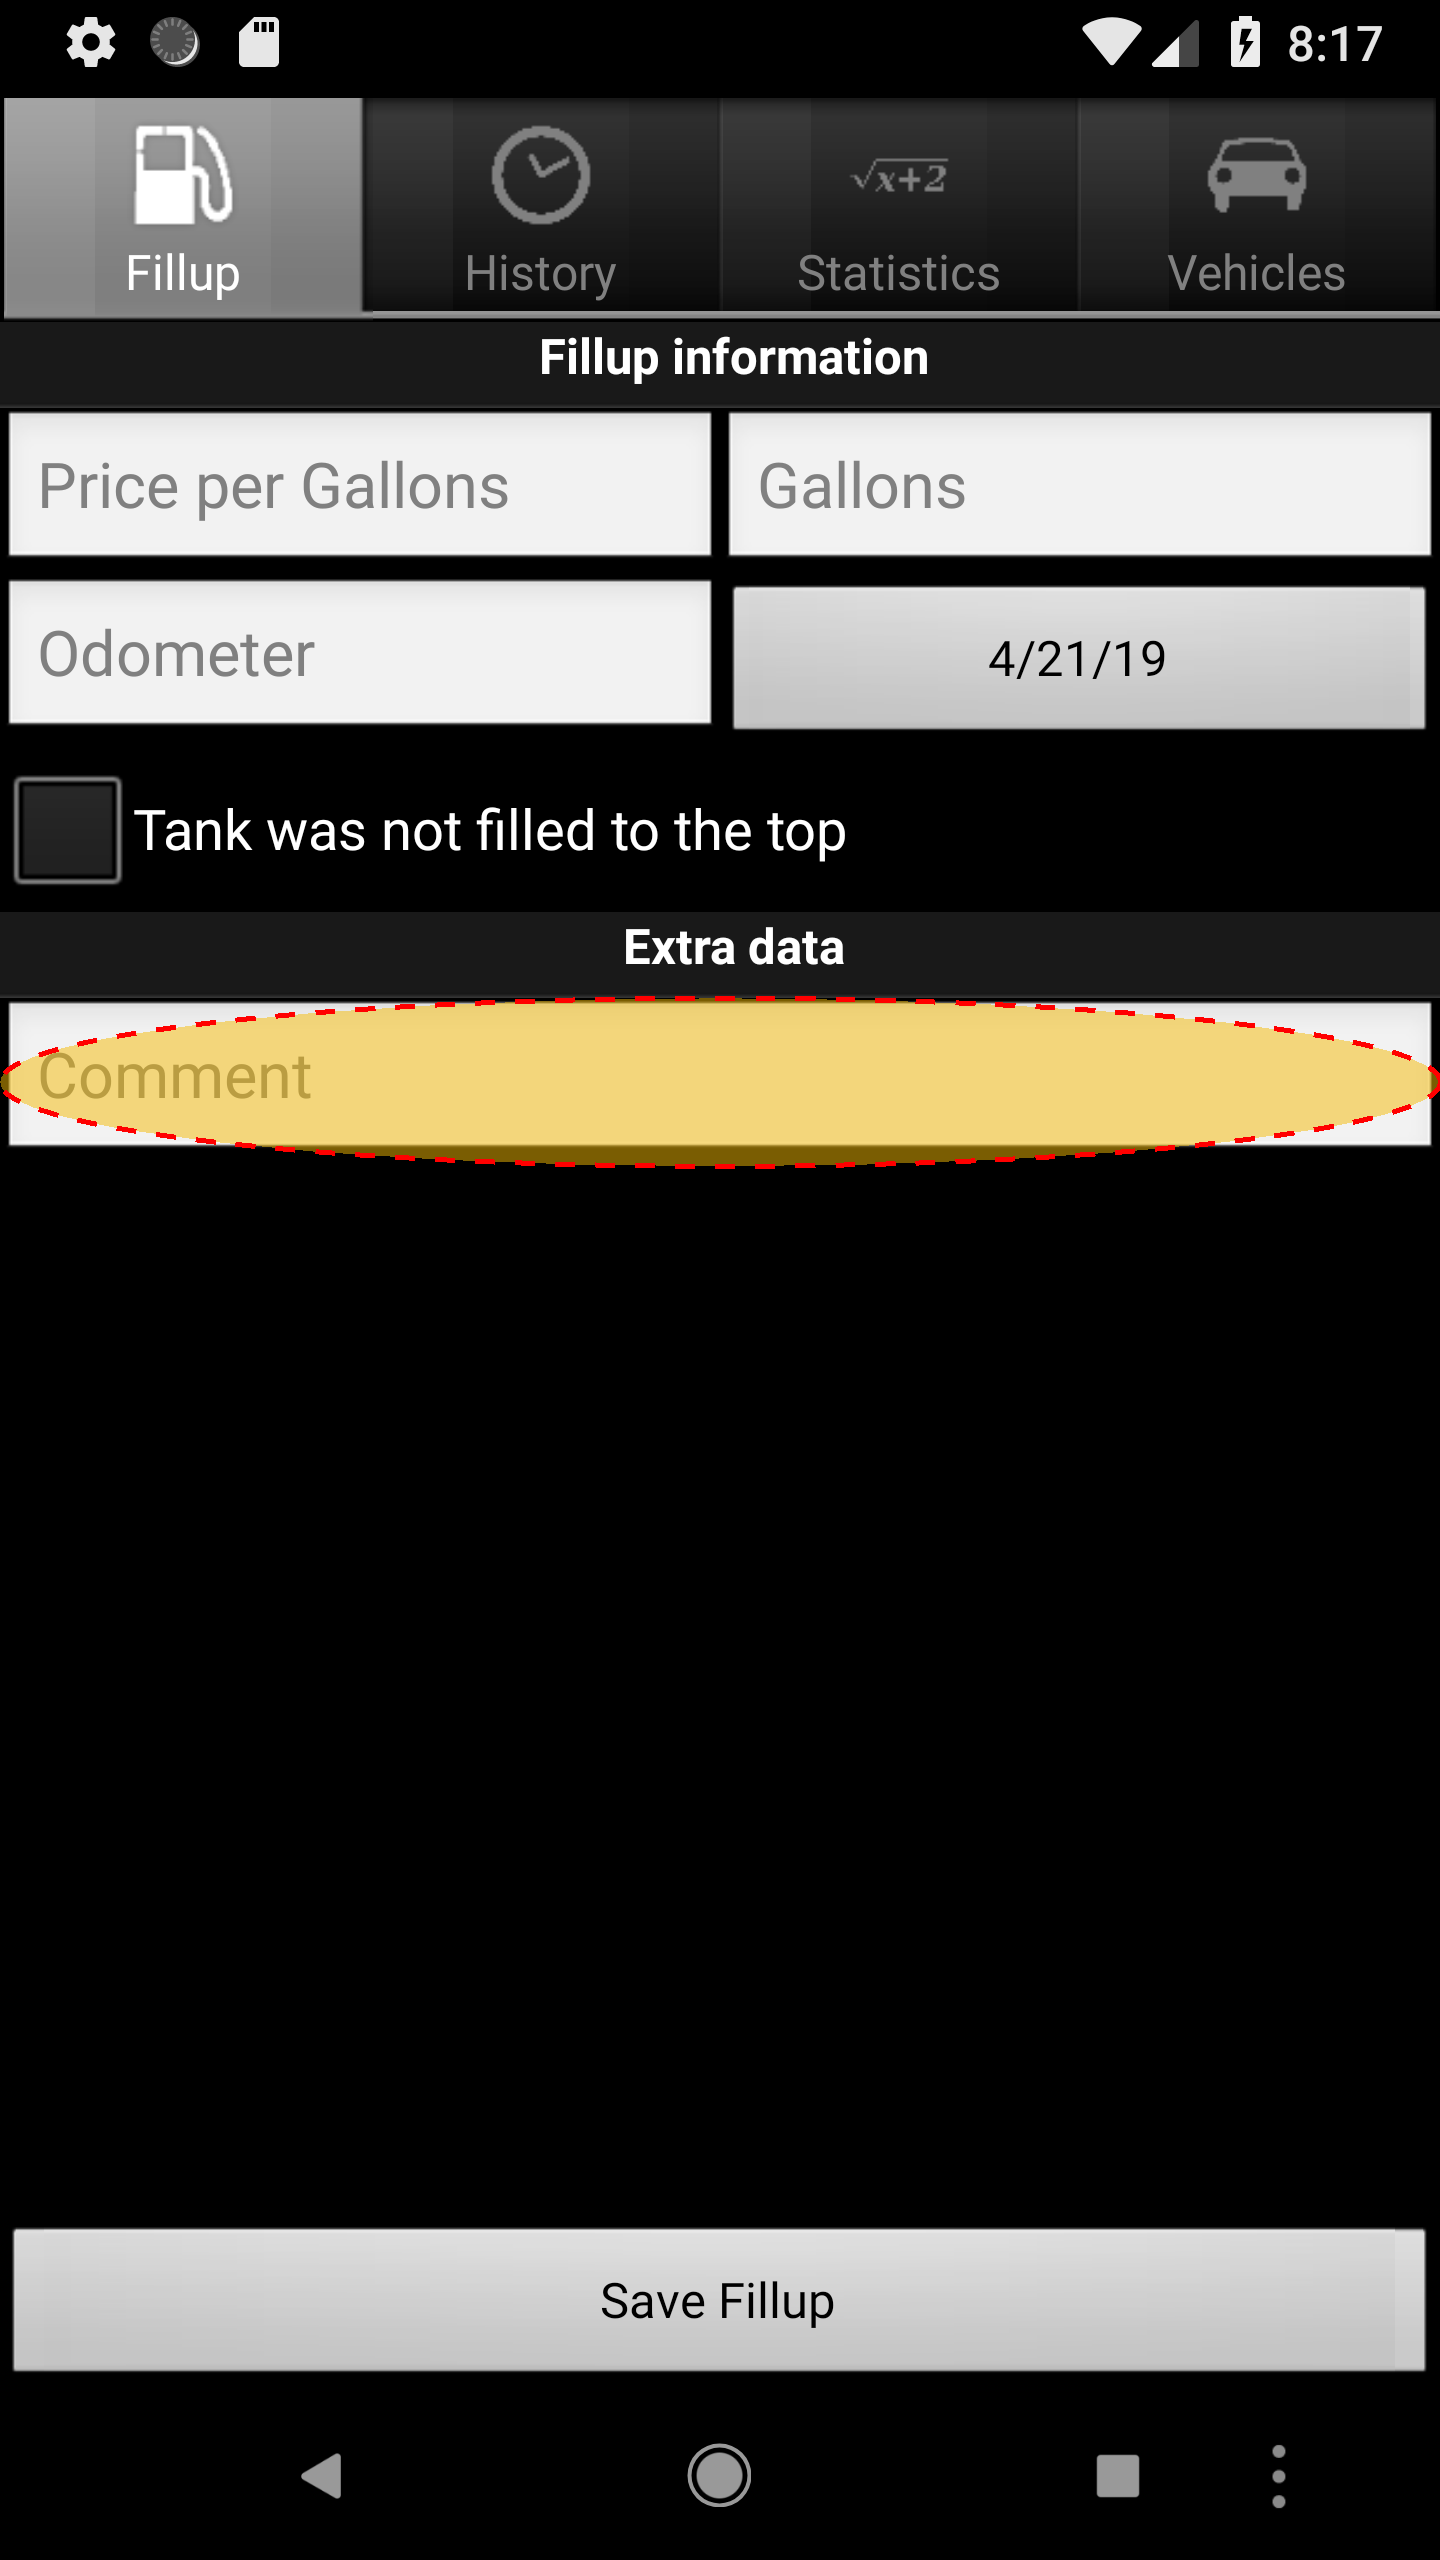 8:17
Fillup
History
√x+2
Statistics
Vehicles
Fillup information
Price per Gallons
Gallons
Odometer
4/21/19
Tank was not filled to the top
Extra data
Comment
Save Fillup